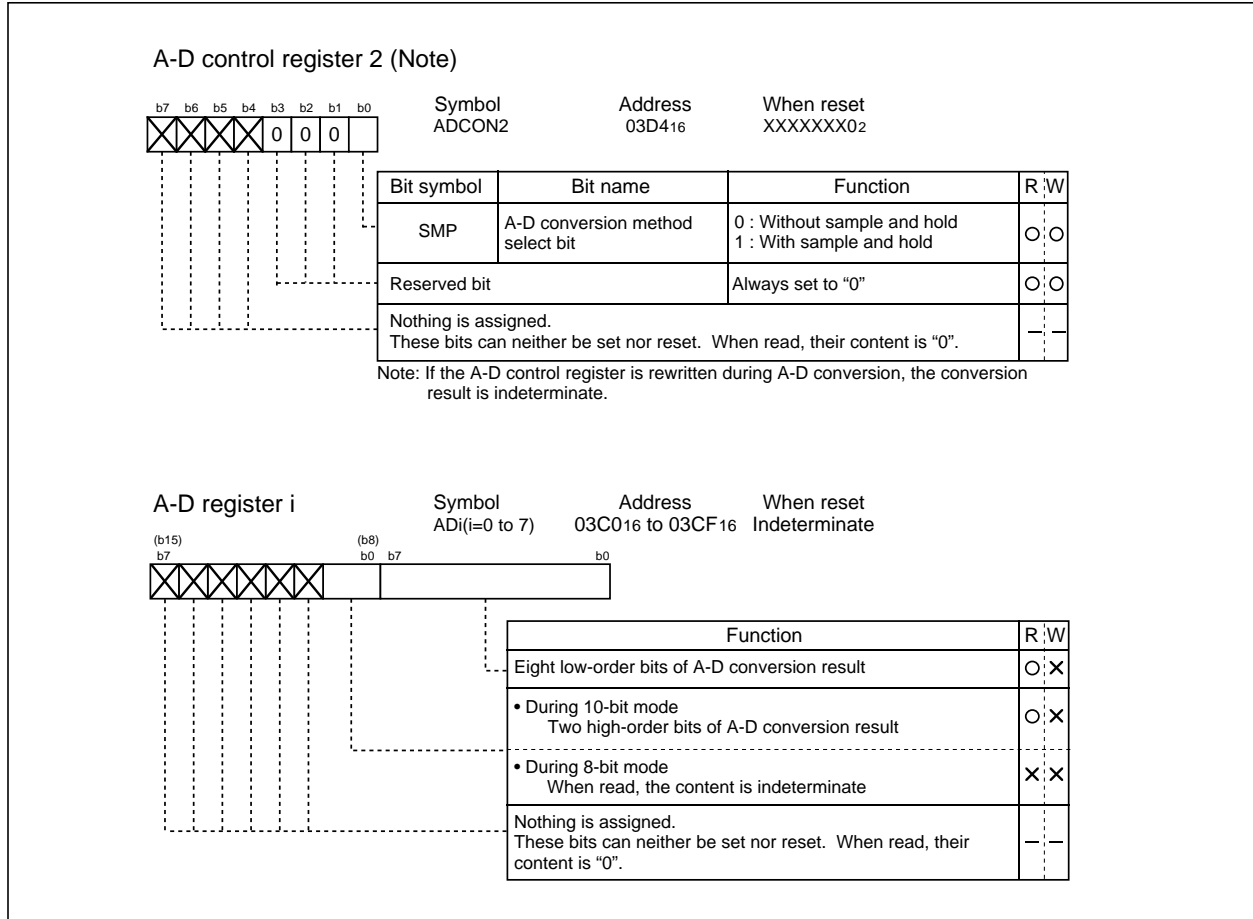 A-D control register 2 (Note)
b7 b6 b5 b4 b3 b2 b1 b0
0 0 0
Symbol Address When reset
ADCON2 03D416 XXXXXXX02
Bit symbol Bit name Function R W
SMP A-D conversion method select bit 0 : Without sample and hold
1 : With sample and hold
Reserved bit Always set to “0”
Nothing is assigned.
These bits can neither be set nor reset. When read, their content is “0”.
Note: If the A-D control register is rewritten during A-D conversion, the conversion
result is indeterminate.
A-D register i
Symbol Address When reset
ADi(i=0 to 7) 03C016 to 03CF16 Indeterminate
(b15) (b8)
b7 b0 b7 b0
Function R W
Eight low-order bits of A-D conversion result
• During 10-bit mode
Two high-order bits of A-D conversion result
• During 8-bit mode
When read, the content is indeterminate
Nothing is assigned.
These bits can neither be set nor reset. When read, their
content is “0”.